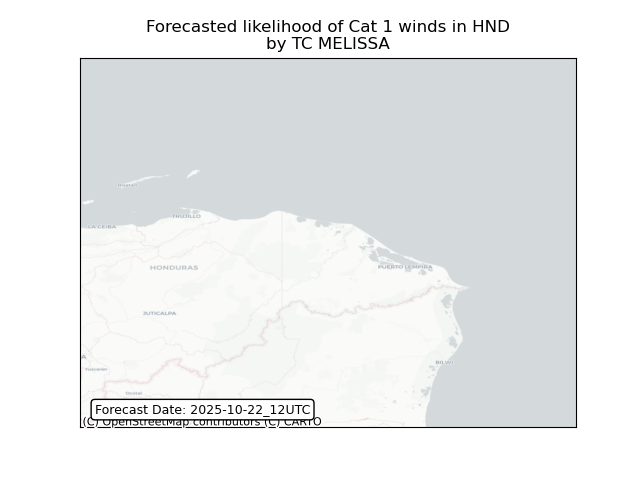 Forecasted likelihood of Cat 1 winds in HND
by TC MELISSA
TRUJILLO
LA CEIBA
HONDURAS
PUERTO LEMPIRA
JUTICALPA
BILWI
Forecast Date: 2025-10-22_12UTC
(C) OpenStreetMap contributors (C) CARTO